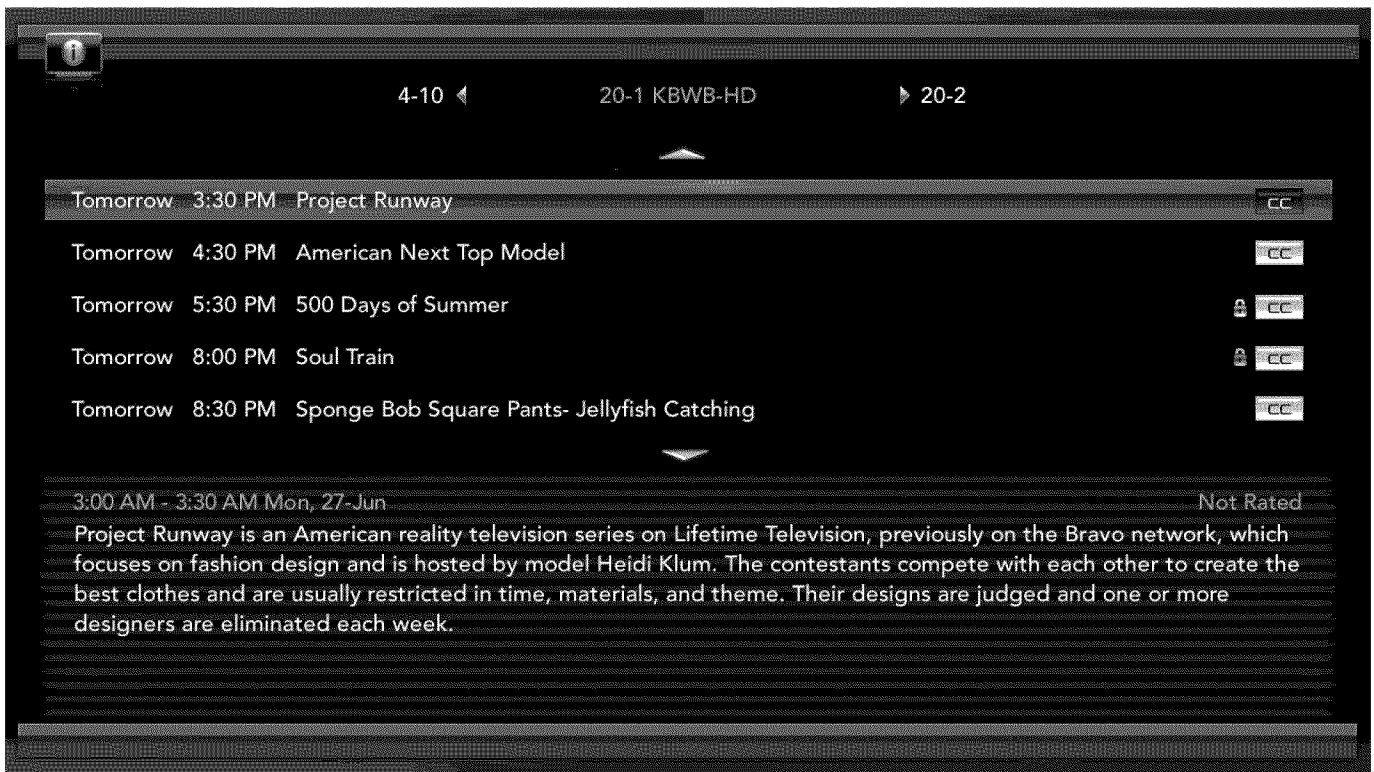 i
4-10 20-1 KBWB-HD 20-2
Tomorrow 3:30 PM Project Runway CC
Tomorrow 4:30 PM American Next Top Model CC
Tomorrow 5:30 PM 500 Days of Summer CC
Tomorrow 8:00 PM Soul Train CC
Tomorrow 8:30 PM Sponge Bob Square Pants- Jellyfish Catching CC
3:00 AM - 3:30 AM Mon, 27-Jun Not Rated
Project Runway is an American reality television series on Lifetime Television, previously on the Bravo network, which
focuses on fashion design and is hosted by model Heidi Klum. The contestants compete with each other to create the
best clothes and are usually restricted in time, materials, and theme. Their designs are judged and one or more
designers are eliminated each week.